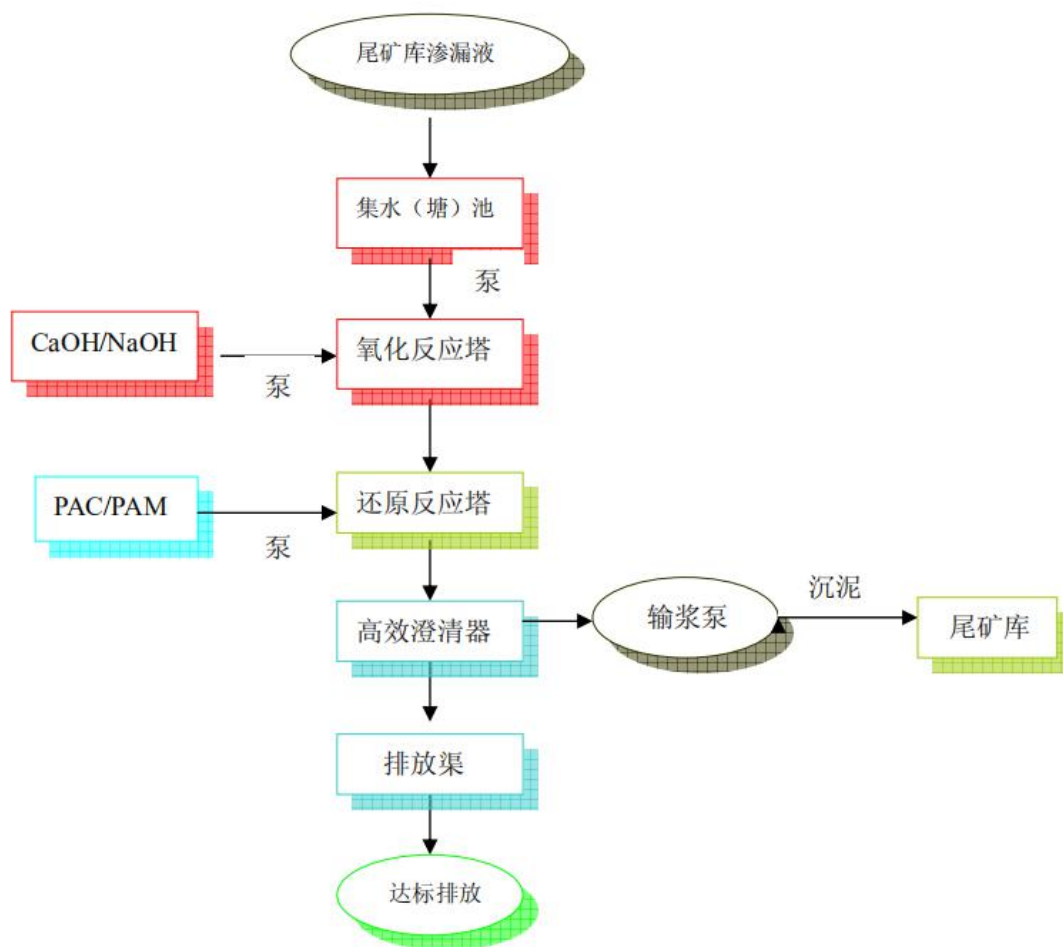 尾矿库渗漏液
集水（塘）池
泵
CaOH/NaOH
泵
氧化反应塔
PAC/PAM
泵
还原反应塔
高效澄清器
输浆泵
沉泥
尾矿库
排放渠
达标排放